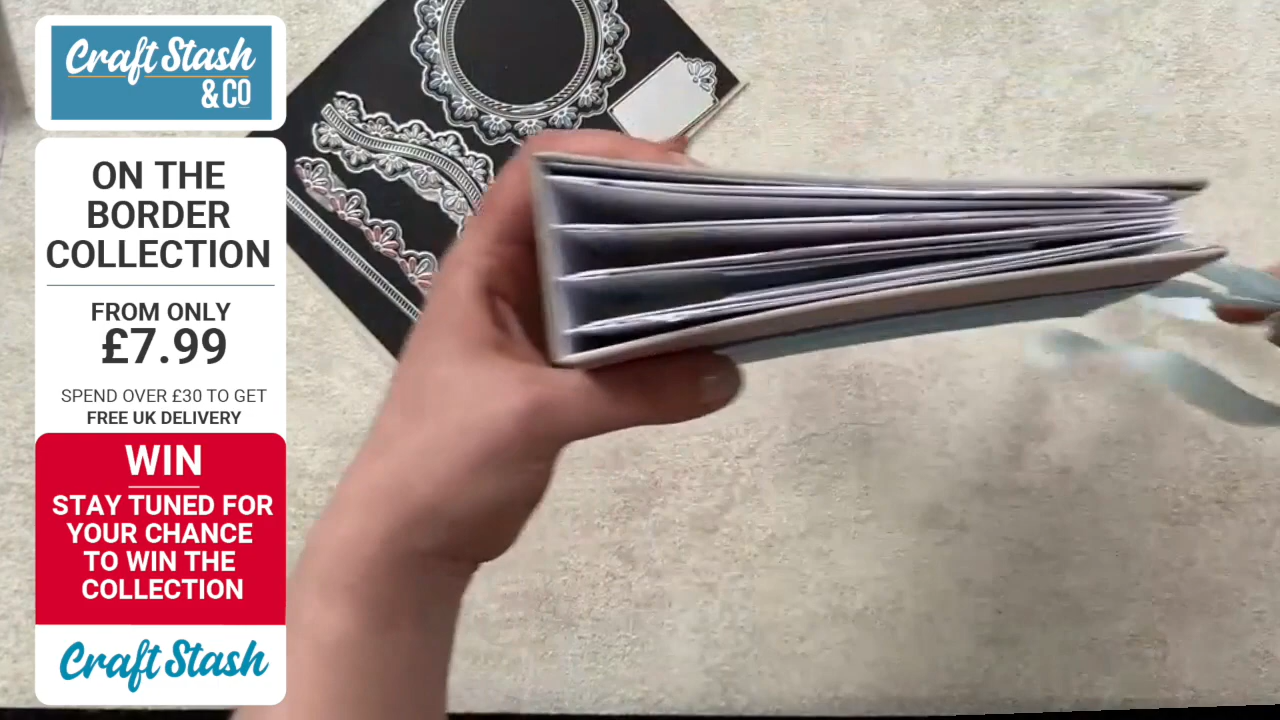 Craft Stash
& CO
ON THE
BORDER
COLLECTION
FROM ONLY
£7.99
SPEND OVER £30 TO GET
FREE UK DELIVERY
WIN
STAY TUNED FOR
YOUR CHANCE
TO WIN THE
COLLECTION
Craft Stash